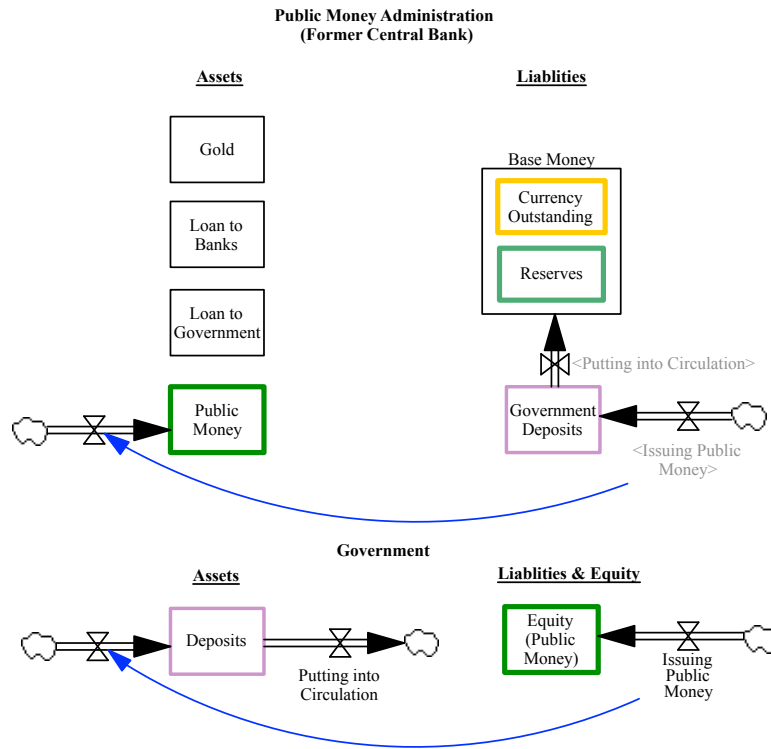 Public Money Administration
(Former Central Bank)
Assets
Liablities
Gold
Base Money
Currency
Outstanding
Loan to
Banks
Reserves
Loan to
Government
<Putting into Circulation>
Public
Money
Government
Deposits
<Issuing Public
Money>
Government
Assets
Liablities & Equity
Deposits
Putting into
Circulation
Equity
(Public
Money)
Issuing
Public
Money